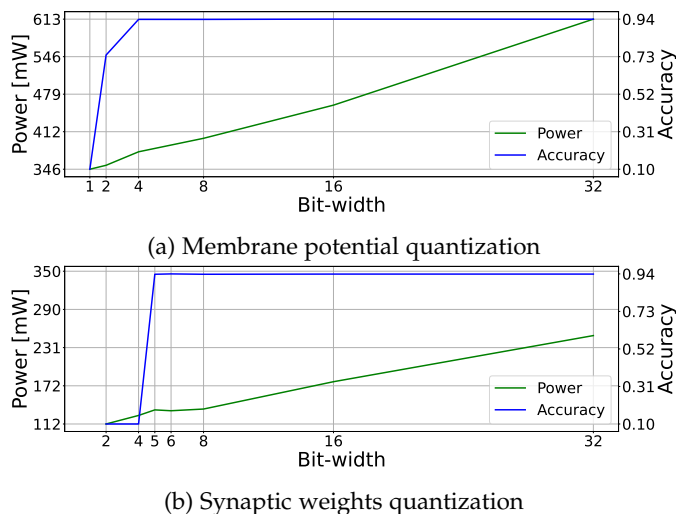 613
546
479
412
346
Power [mW]
0.94
0.73
0.52
0.31
0.10
Accuracy
Power
Accuracy
1 2 4 8 16 32
Bit-width
(a) Membrane potential quantization
350
290
231
172
112
Power [mW]
0.94
0.73
0.52
0.31
0.10
Accuracy
Power
Accuracy
2 4 5 6 8 16 32
Bit-width
(b) Synaptic weights quantization